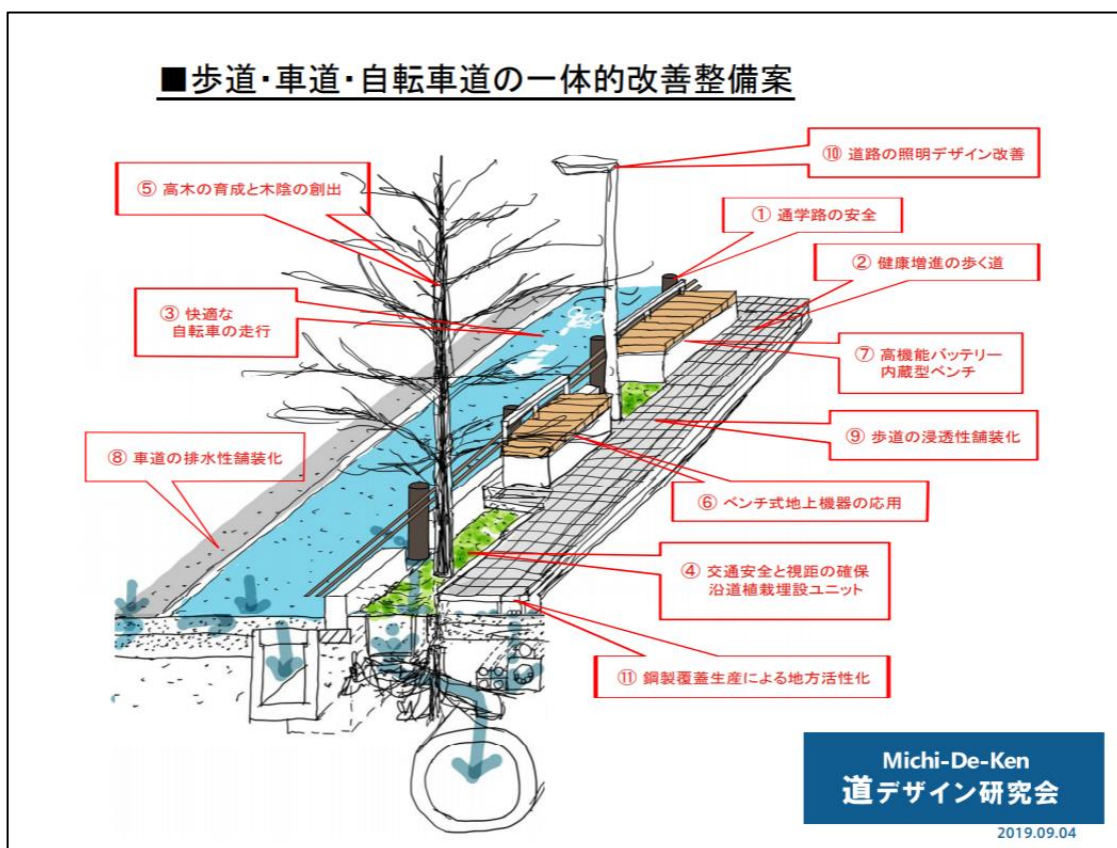 ■歩道・車道・自転車道の一体的改善整備案
⑩ 道路の照明デザイン改善
⑤ 高木の育成と木陰の創出
① 通学路の安全
② 健康増進の歩く道
③ 快適な
自転車の走行
⑦ 高機能バッテリー
内蔵型ベンチ
⑨ 歩道の浸透性舗装化
⑧ 車道の排水性舗装化
⑥ ベンチ式地上機器の応用
④ 交通安全と視距の確保
沿道植栽埋設ユニット
⑪ 鋼製覆蓋生産による地方活性化
Michi-De-Ken
道デザイン研究会
2019.09.04